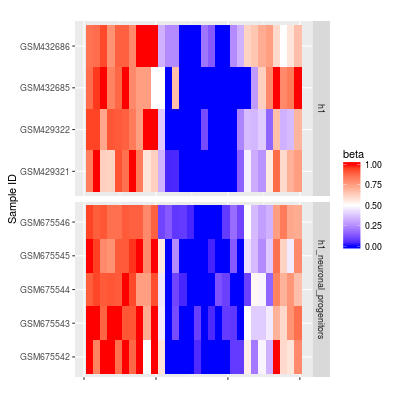 Sample ID
GSM432686
GSM432685
GSM429322
GSM429321
h1
GSM675546
GSM675545
GSM675544
GSM675543
GSM675542
h1_neuronal_progenitors
beta
1.00
0.75
0.50
0.25
0.00